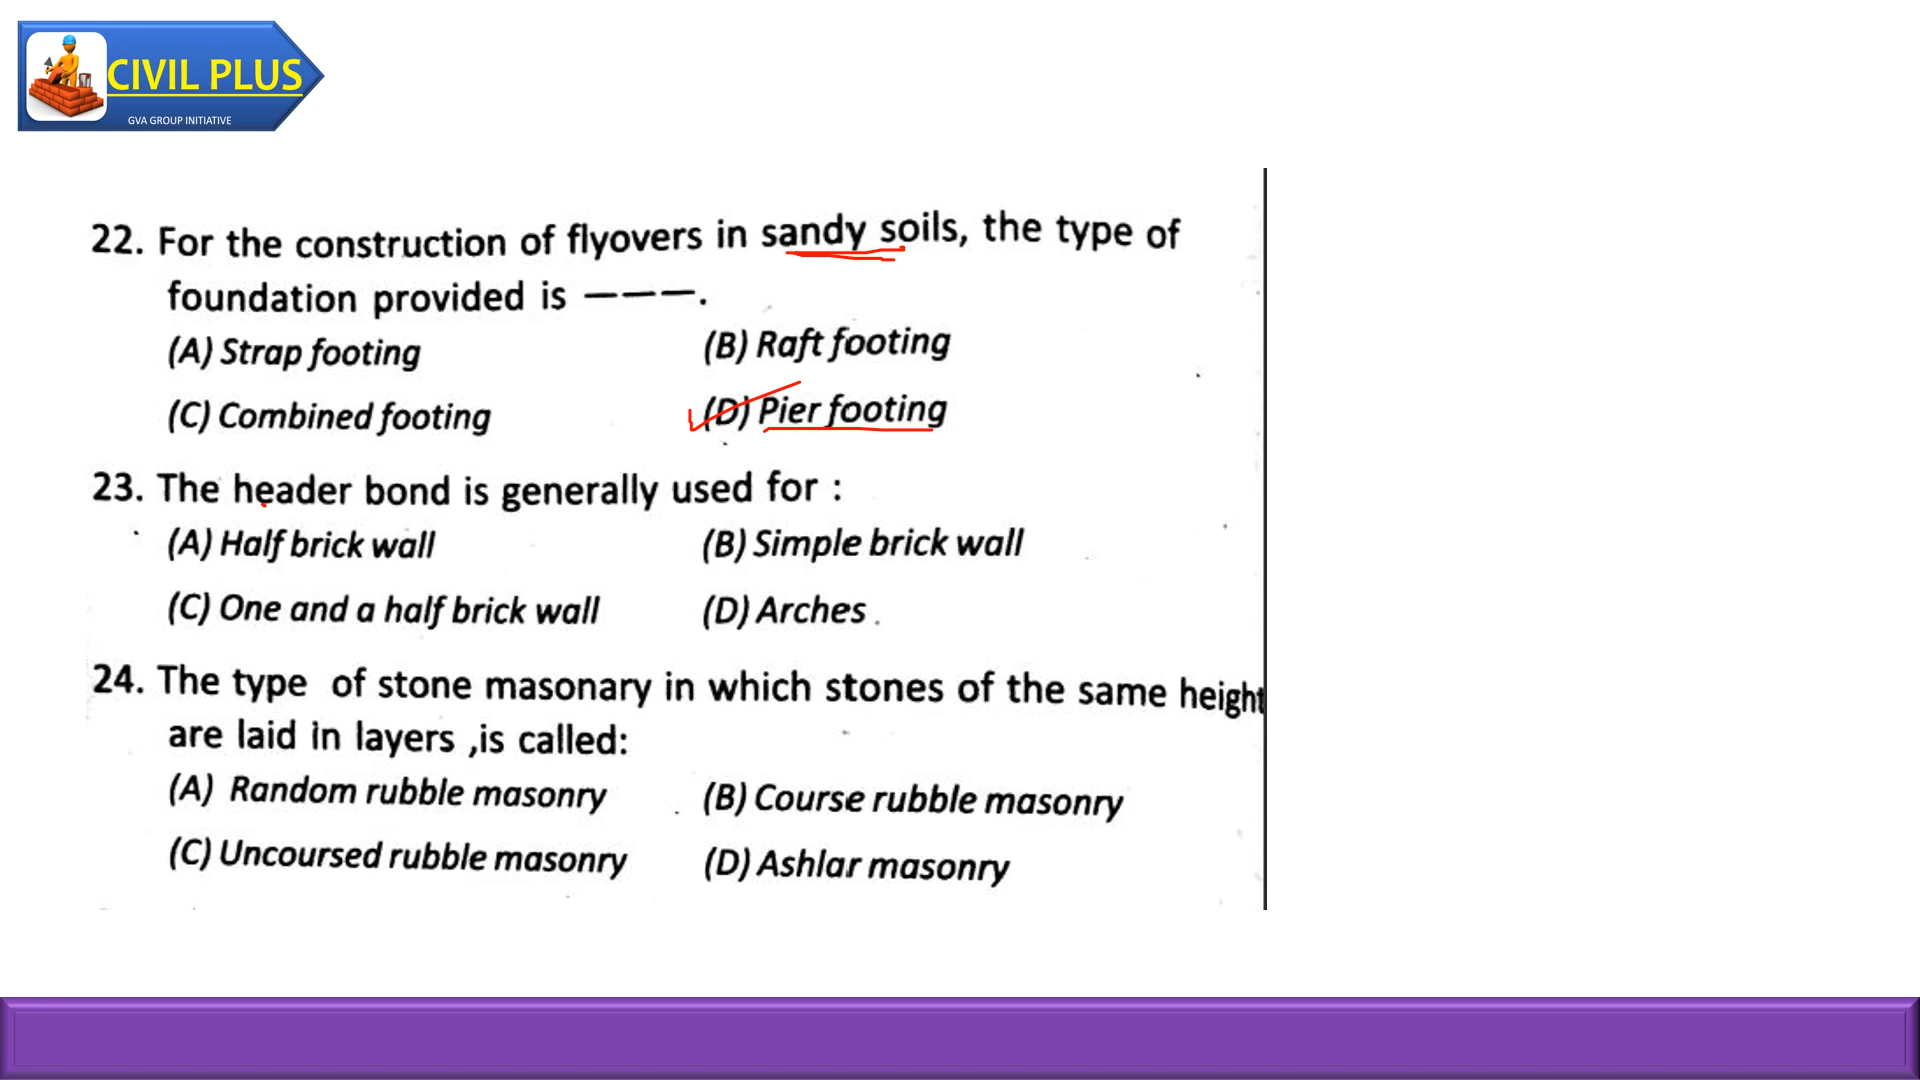 CIVIL PLUS
GVA GROUP INITIATIVE
22. For the construction of flyovers in sandy soils, the type of
foundation provided is ———.
(A) Strap footing (B) Raft footing
(C) Combined footing (D) Pier footing
23. The header bond is generally used for :
(A) Half brick wall (B) Simple brick wall
(C) One and a half brick wall (D) Arches .
24. The type of stone masonary in which stones of the same height
are laid in layers ,is called:
(A) Random rubble masonry (B) Course rubble masonry
(C) Uncoursed rubble masonry (D) Ashlar masonry